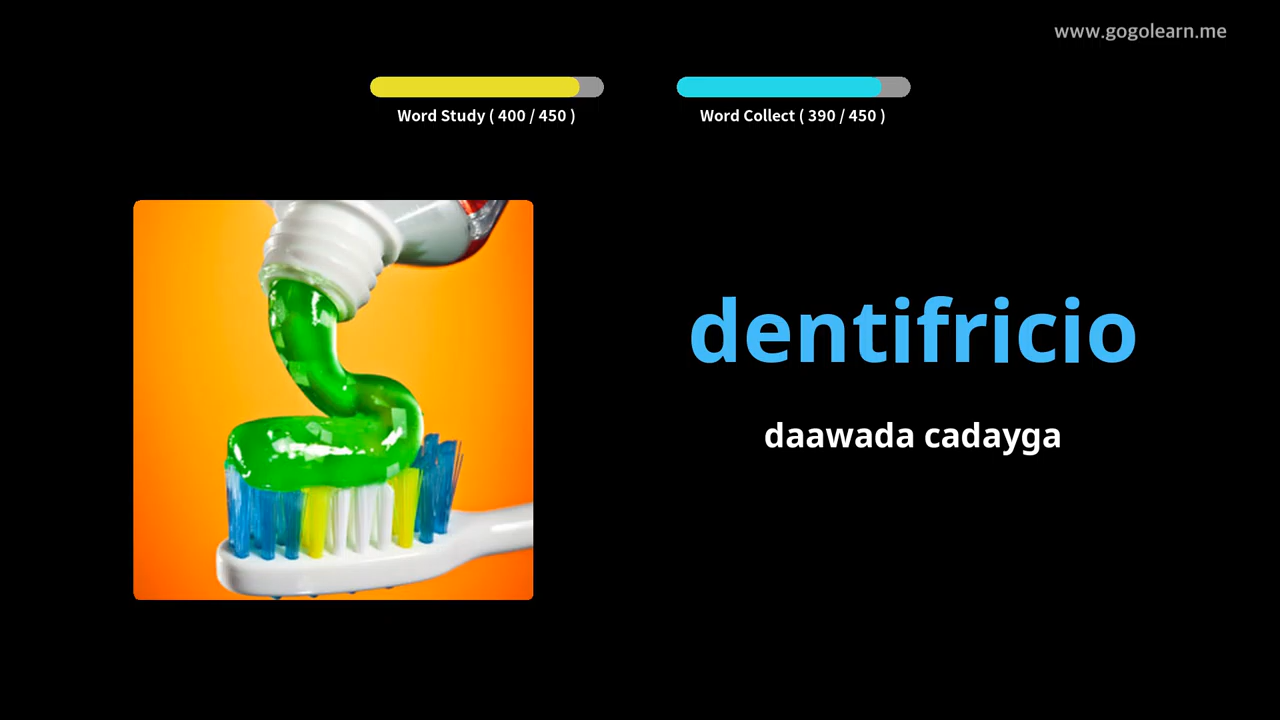 www.gogolearn.me
Word Study ( 400 / 450 )
Word Collect ( 390 / 450 )
dentifricio
daawada cadayga